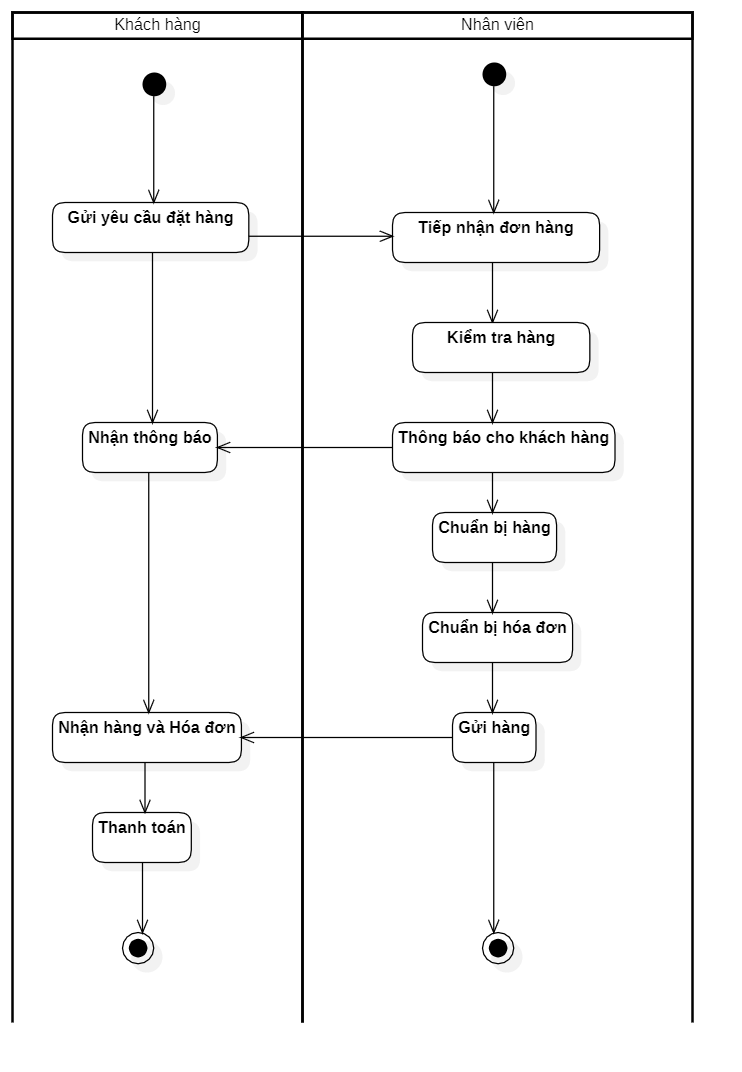 Khách hàng
Nhân viên
Gửi yêu cầu đặt hàng
Tiếp nhận đơn hàng
Kiểm tra hàng
Nhận thông báo
Thông báo cho khách hàng
Chuẩn bị hàng
Chuẩn bị hóa đơn
Nhận hàng và Hóa đơn
Gửi hàng
Thanh toán